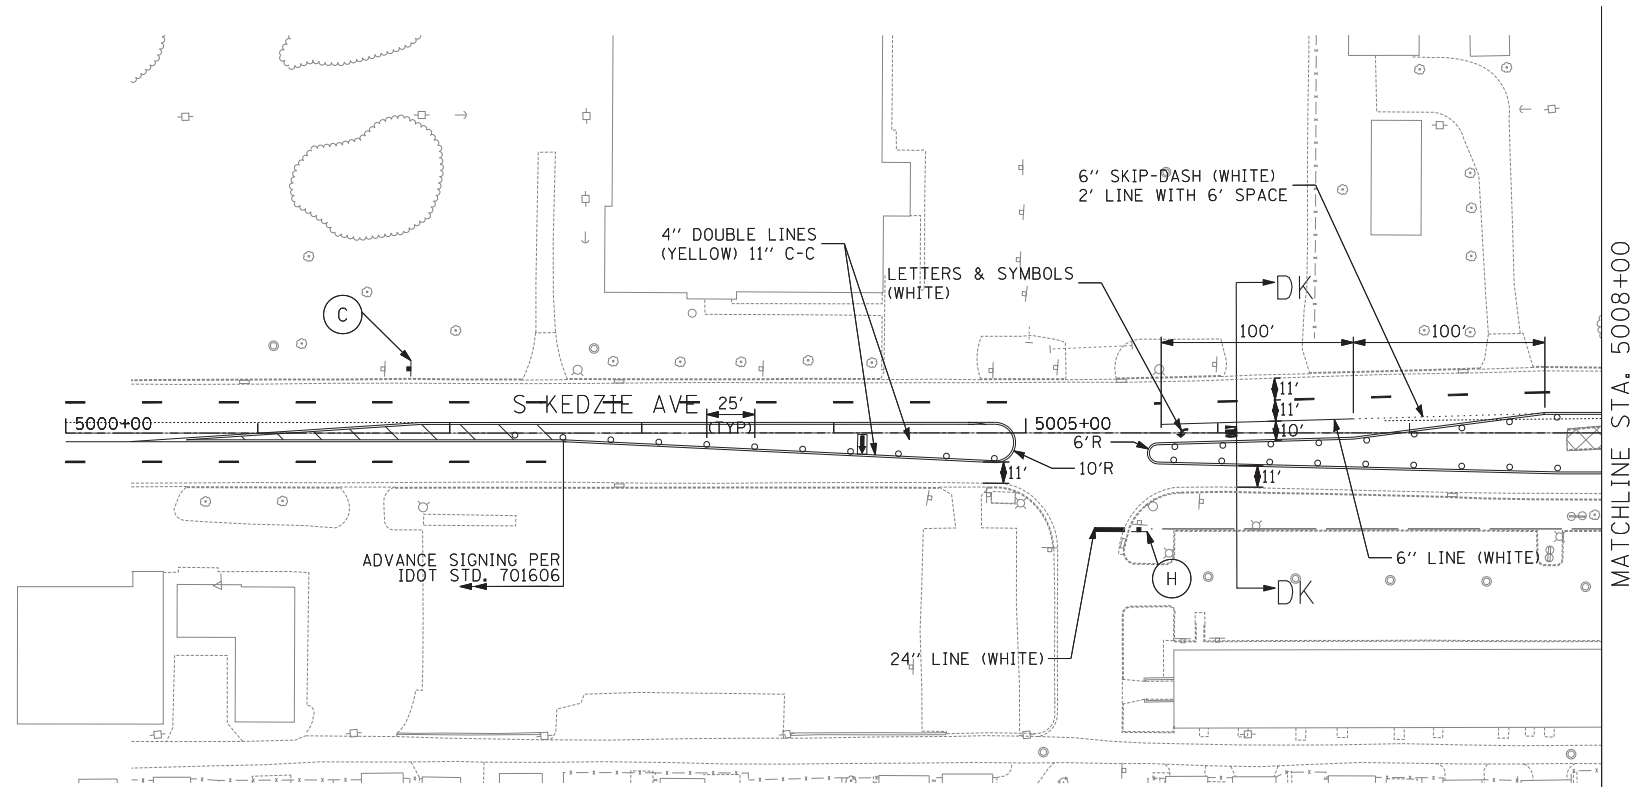 6'' SKIP-DASH (WHITE)
2' LINE WITH 6' SPACE
4'' DOUBLE LINES
(YELLOW) 11'' C-C
LETTERS & SYMBOLS
(WHITE)
DK
C
100'
100'
11'
11'
10'
S KEDZIE AVE
25'
(TYP)
5000+00
5005+00
6'R
10'R
11'
11'
ADVANCE SIGNING PER
IDOT STD. 701606
6'' LINE (WHITE)
H
DK
24'' LINE (WHITE)
MATCHLINE STA. 5008+00